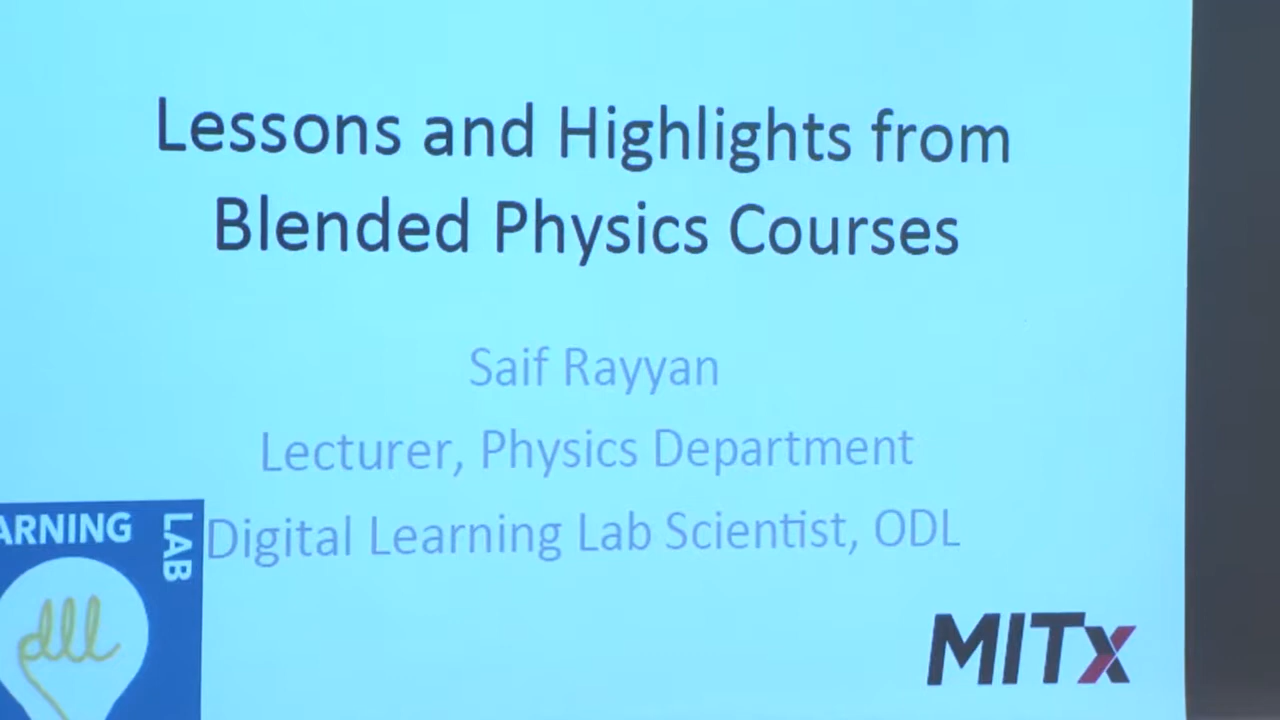 Lessons and Highlights from
Blended Physics Courses
Saif Rayyan
Lecturer, Physics Department
Digital Learning Lab Scientist, ODL
ARNING
LAB
dll
MITx